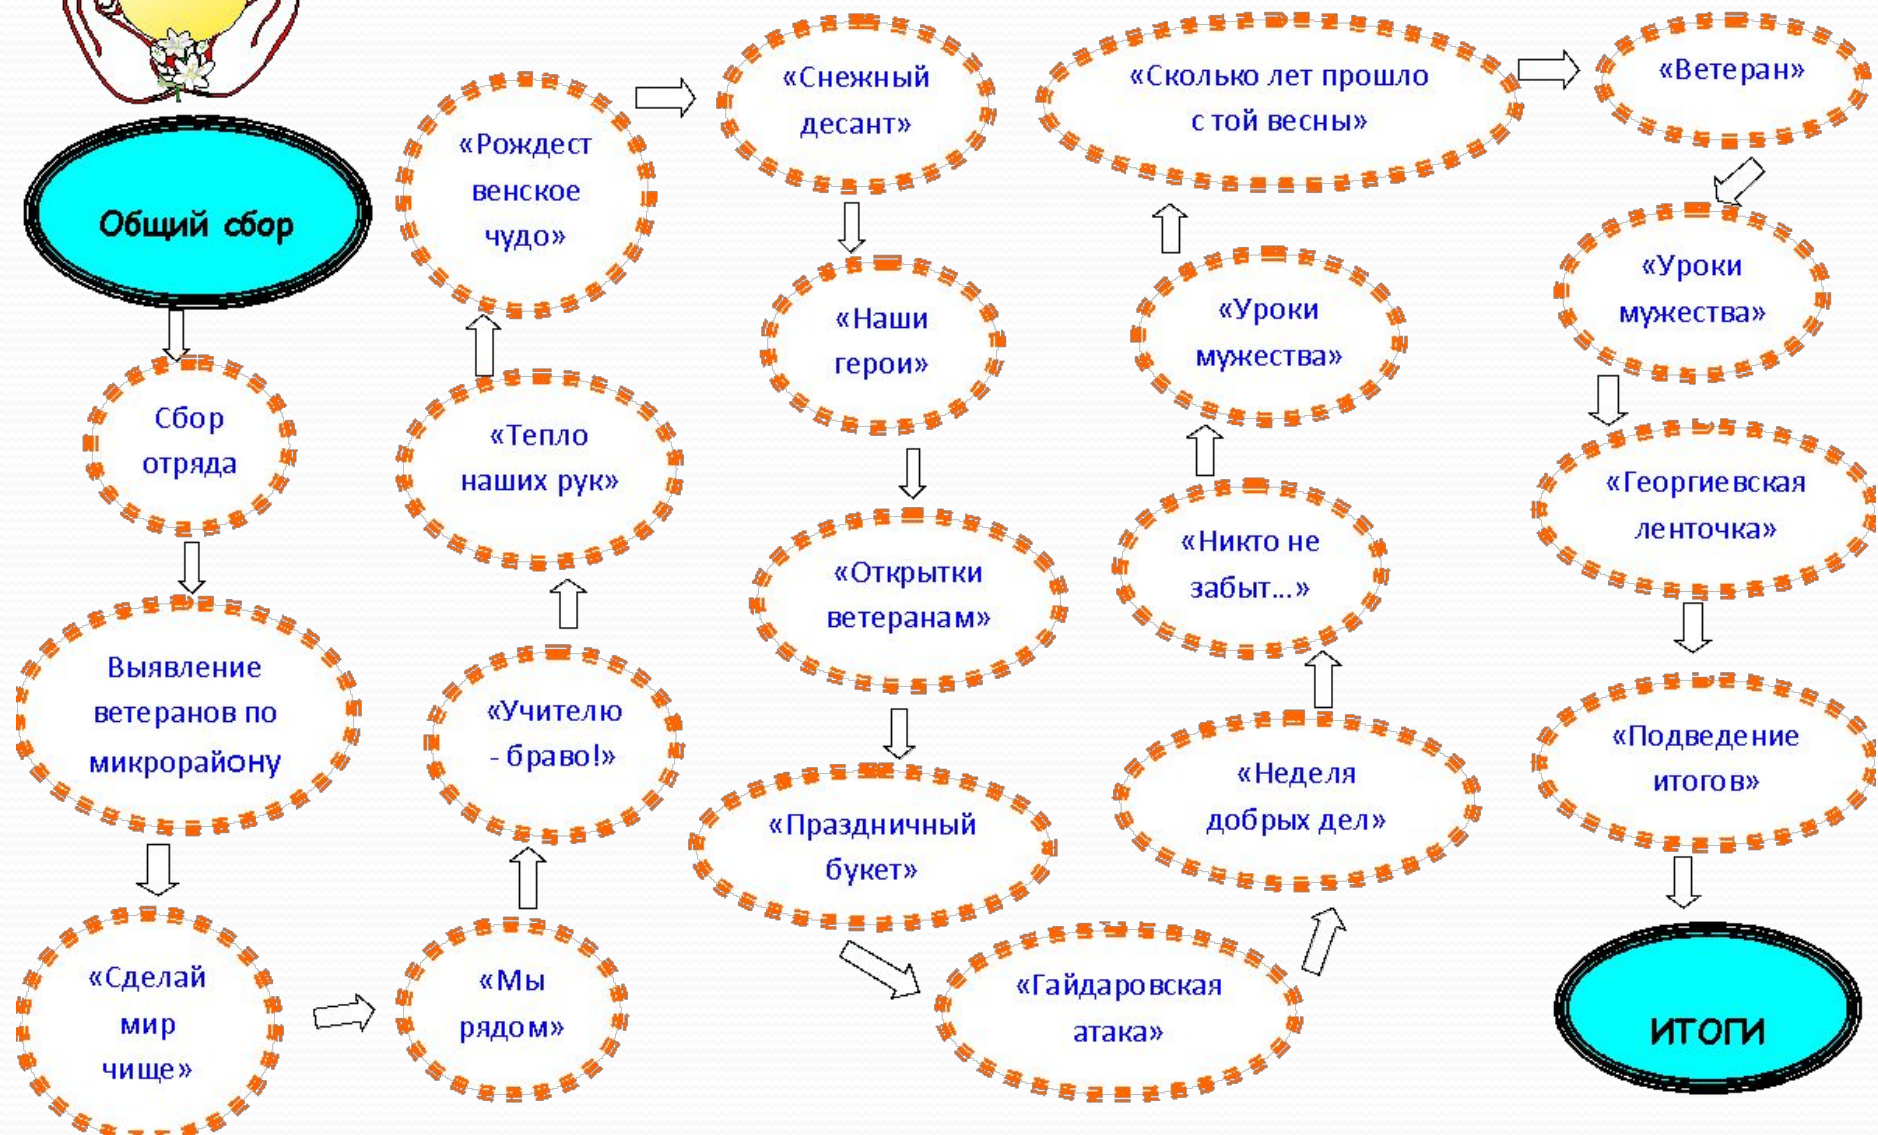 Общий сбор
Сбор
отряда
Выявление
ветеранов по
микрорайону
«Сделай
мир
чище»
«Мы
рядом»
«Учителю
- браво!»
«Тепло
наших рук»
«Рождест
венское
чудо»
«Снежный
десант»
«Наши
герои»
«Открытки
ветеранам»
«Праздничный
букет»
«Гайдаровская
атака»
«Неделя
добрых дел»
«Никто не
забыт...»
«Уроки
мужества»
«Сколько лет прошло
с той весны»
«Ветеран»
«Уроки
мужества»
«Георгиевская
ленточка»
«Подведение
итогов»
ИТОГИ